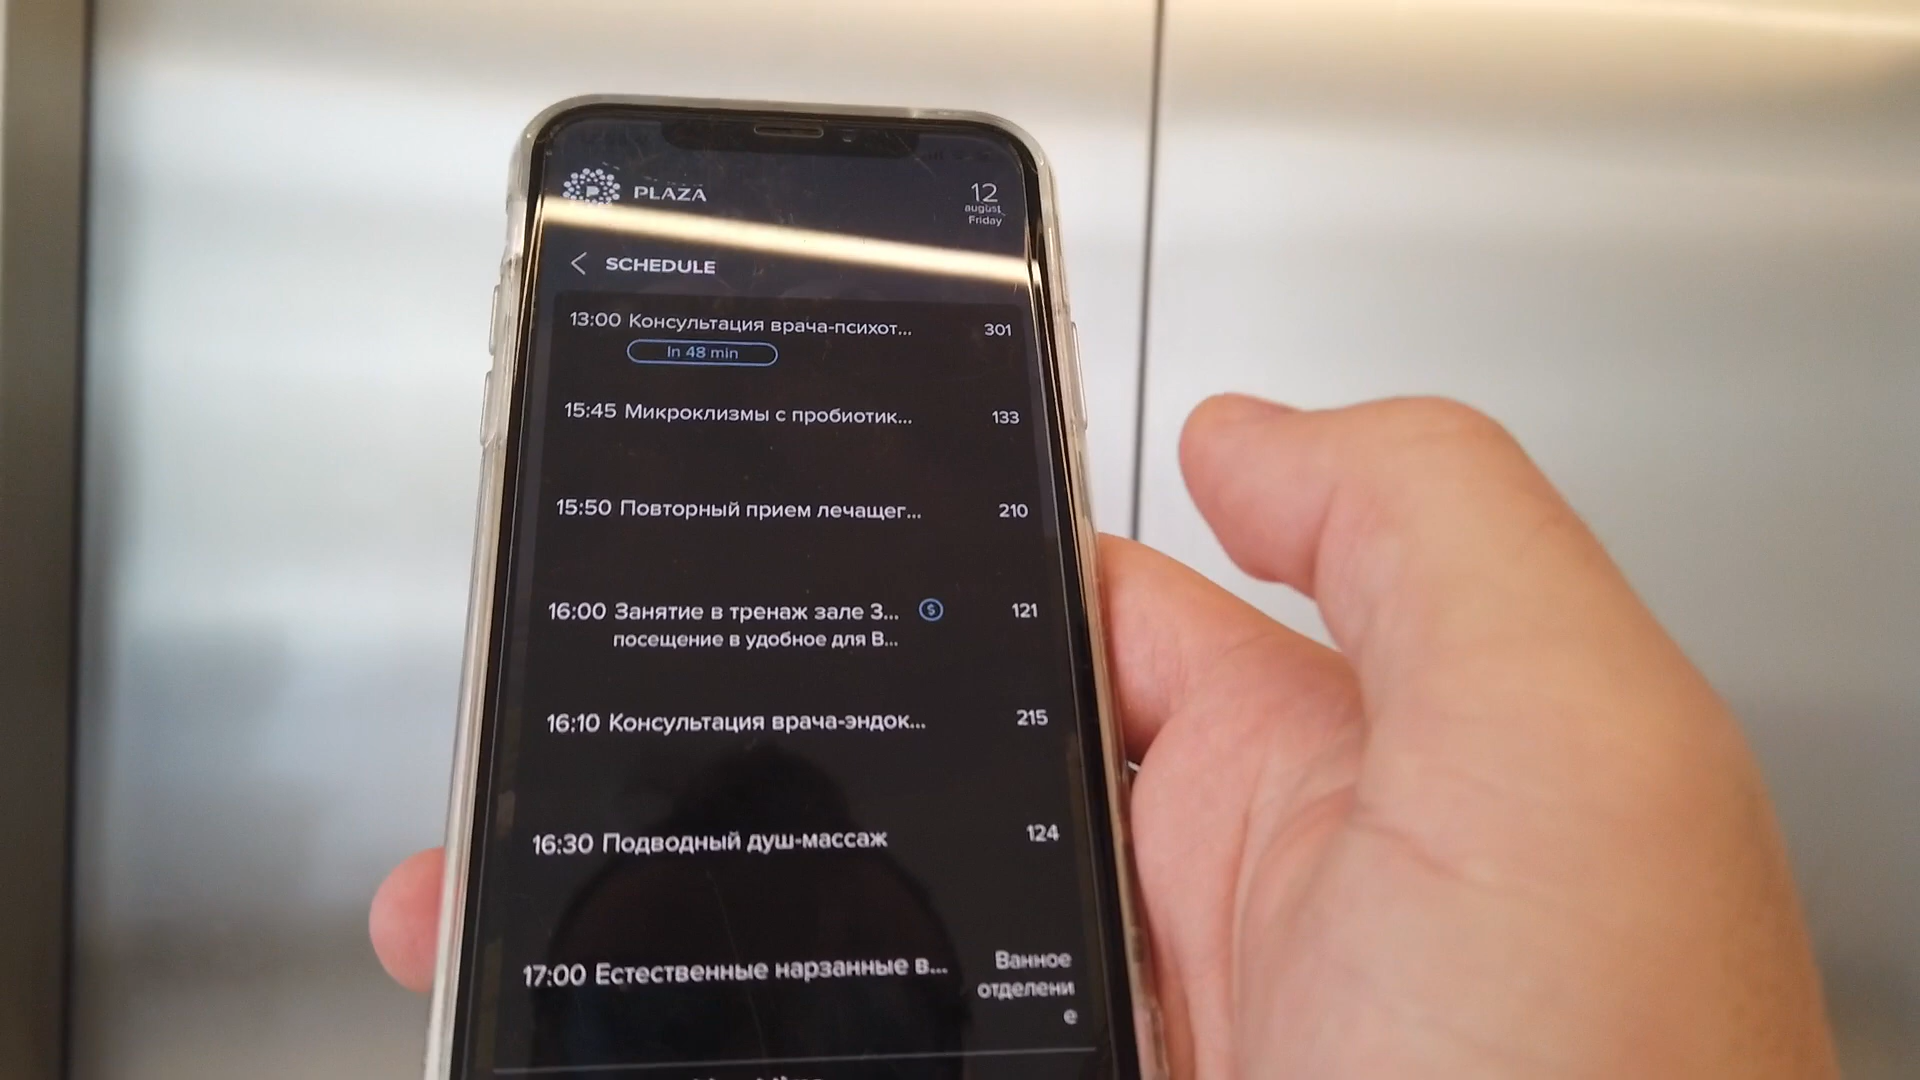 PLAZA
12
august
Friday
SCHEDULE
13:00 Консультация врача-психот... 301
In 48 min
15:45 Микроклизмы с пробиотик... 133
15:50 Повторный прием лечащег... 210
16:00 Занятие в тренаж зале З... $ 121
посещение в удобное для В...
16:10 Консультация врача-эндок... 215
16:30 Подводный душ-массаж 124
17:00 Естественные нарзанные в... Ванное
отделени
е